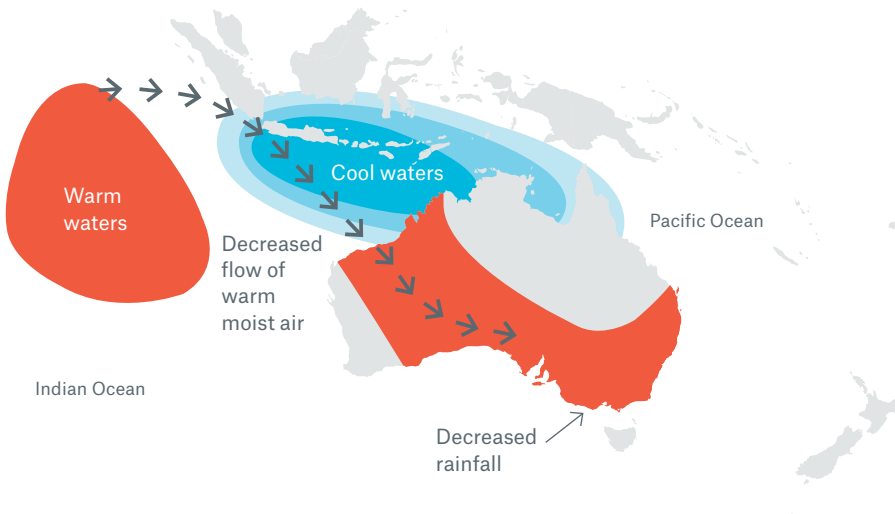 Warm
waters
Cool waters
Decreased
flow of
warm
moist air
Pacific Ocean
Indian Ocean
Decreased
rainfall